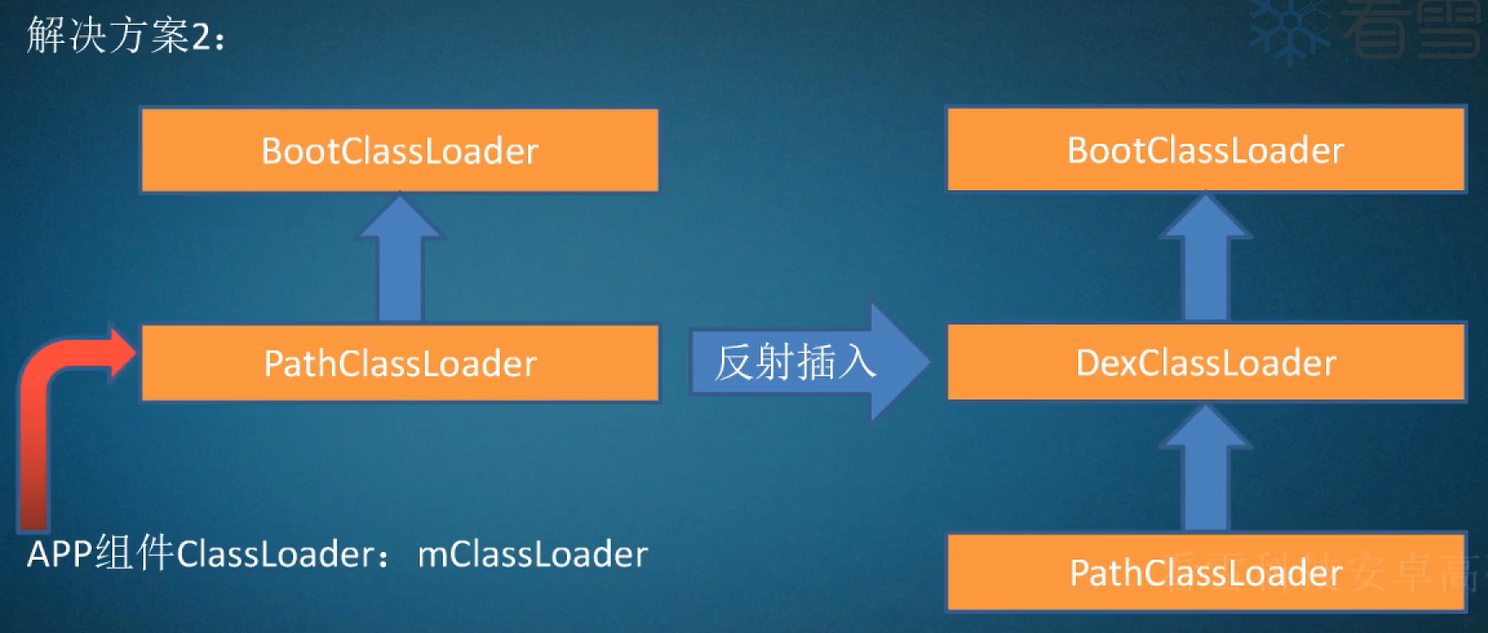 解决方案2：
看雪
BootClassLoader
BootClassLoader
PathClassLoader
反射插入
DexClassLoader
APP组件ClassLoader：mClassLoader
PathClassLoader
看雪科技安卓高